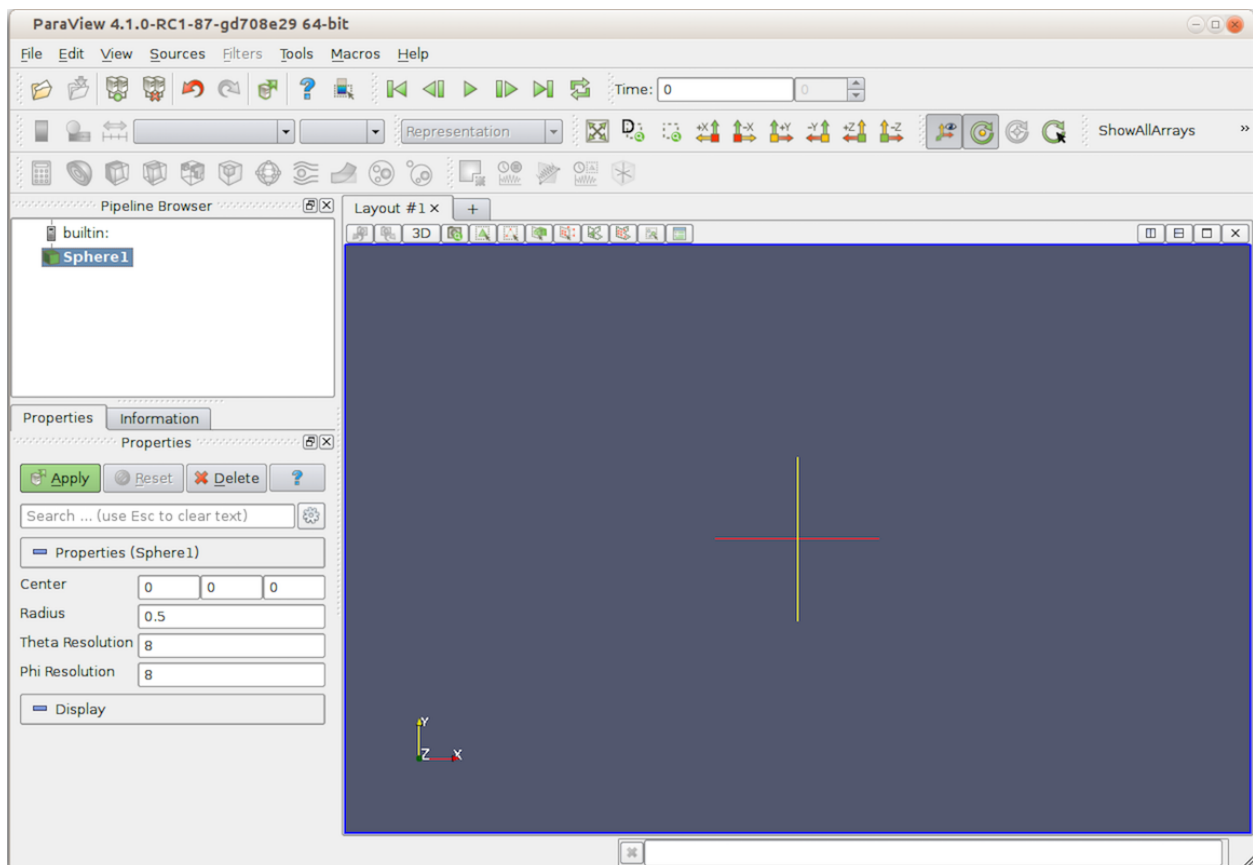 ParaView 4.1.0-RC1-87-gd708e29 64-bit
File Edit View Sources Filters Tools Macros Help
? Time: 0 0
Representation D +X -X +Y -Y +Z -Z ShowAllArrays »
Pipeline Browser
Layout #1 × +
builtin:
3D
Sphere1
Properties Information
Properties
Apply Reset Delete ?
Search ... (use Esc to clear text)
Properties (Sphere1)
Center 0 0 0
Radius 0.5
Theta Resolution 8
Phi Resolution 8
Display
Y
Z X